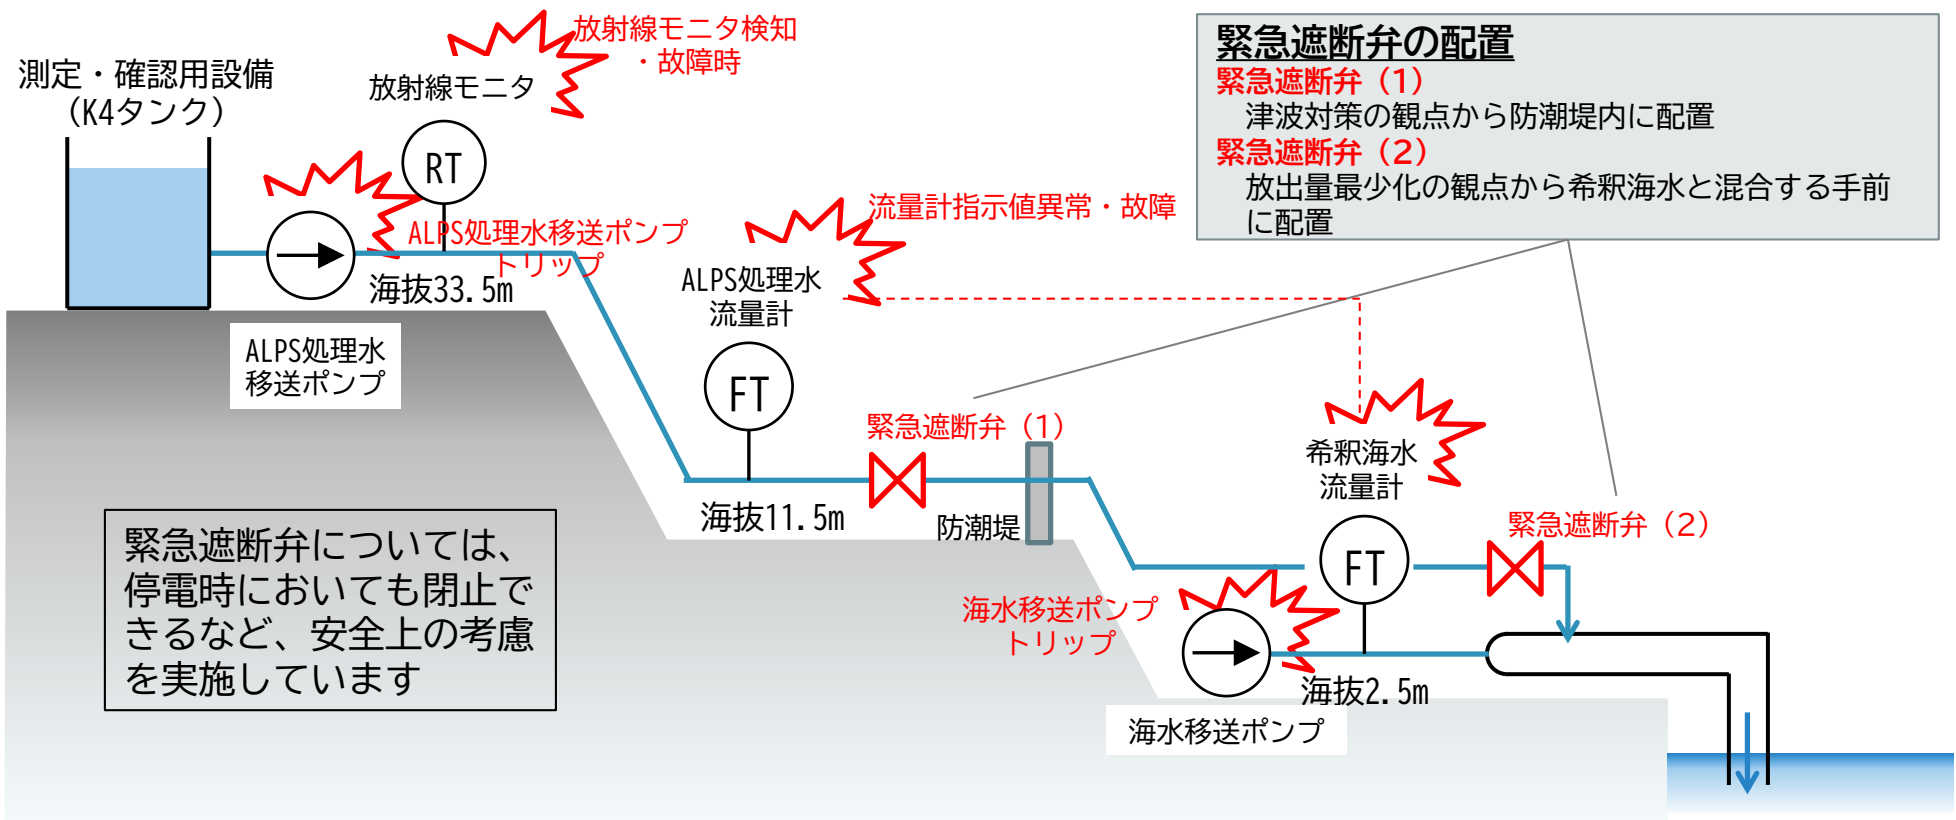 放射線モニタ検知
・故障時
測定・確認用設備
（K4タンク）
放射線モニタ
RT
ALPS処理水移送ポンプ
トリップ
海抜33.5m
ALPS処理水
移送ポンプ
流量計指示値異常・故障
ALPS処理水
流量計
FT
緊急遮断弁の配置
緊急遮断弁（1）
津波対策の観点から防潮堤内に配置
緊急遮断弁（2）
放出量最少化の観点から希釈海水と混合する手前
に配置
緊急遮断弁（1）
海抜11.5m
防潮堤
希釈海水
流量計
FT
緊急遮断弁（2）
海水移送ポンプ
トリップ
海抜2.5m
海水移送ポンプ
緊急遮断弁については、
停電時においても閉止で
きるなど、安全上の考慮
を実施しています